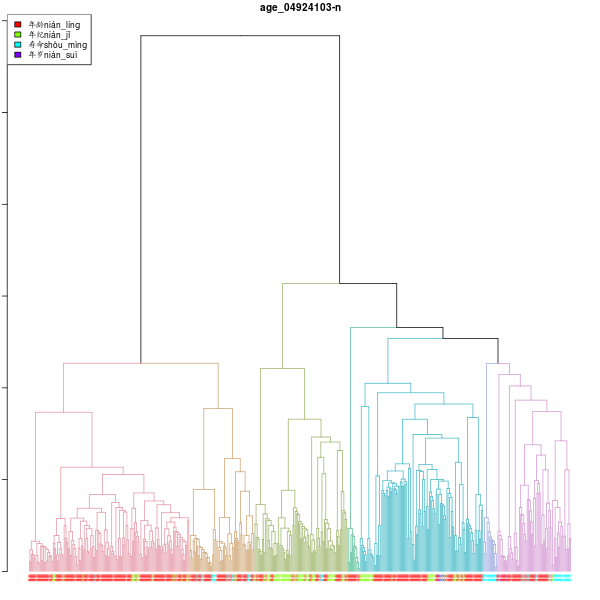 age_04924103-n
年龄nián_líng
年纪nián_jì
寿命shòu_mìng
年岁nián_suì